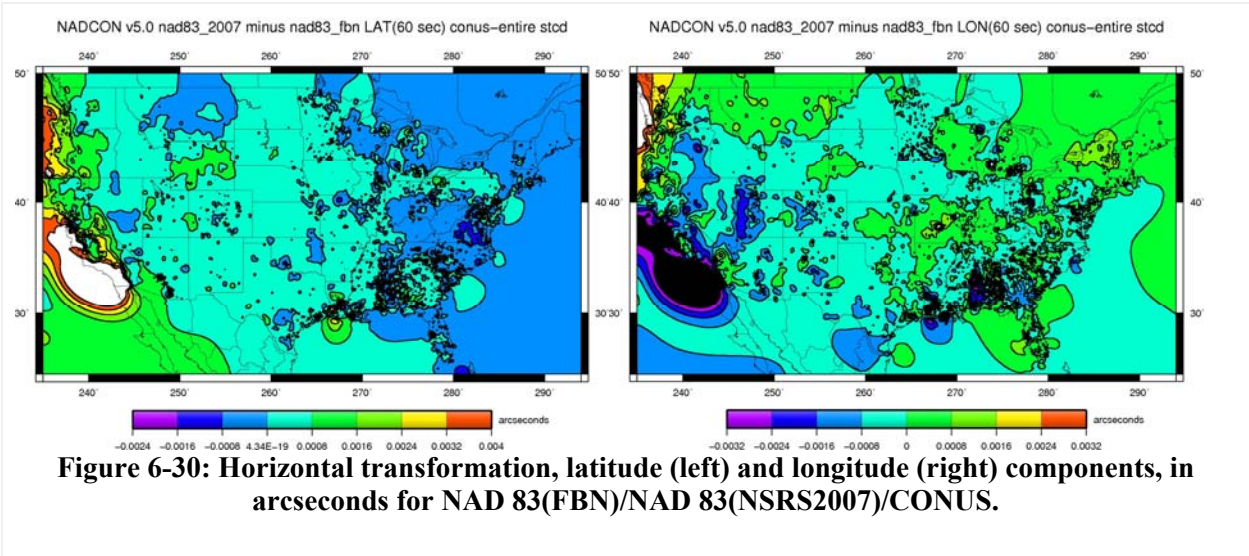 NADCON v5.0 nad83_2007 minus nad83_fbn LAT(60 sec) conus-entire stcd
240˚ 250˚ 260˚ 270˚ 280˚ 290˚
50˚
40˚
30˚
240˚ 250˚ 260˚ 270˚ 280˚ 290˚
arcseconds
-0.0024 -0.0016 -0.0008 4.34E-19 0.0008 0.0016 0.0024 0.0032 0.004
NADCON v5.0 nad83_2007 minus nad83_fbn LON(60 sec) conus-entire stcd
240˚ 250˚ 260˚ 270˚ 280˚ 290˚
50˚ 50˚
40˚ 40˚
30˚ 30˚
240˚ 250˚ 260˚ 270˚ 280˚ 290˚
arcseconds
-0.0032 -0.0024 -0.0016 -0.0008 0 0.0008 0.0016 0.0024 0.0032
Figure 6-30: Horizontal transformation, latitude (left) and longitude (right) components, in
arcseconds for NAD 83(FBN)/NAD 83(NSRS2007)/CONUS.